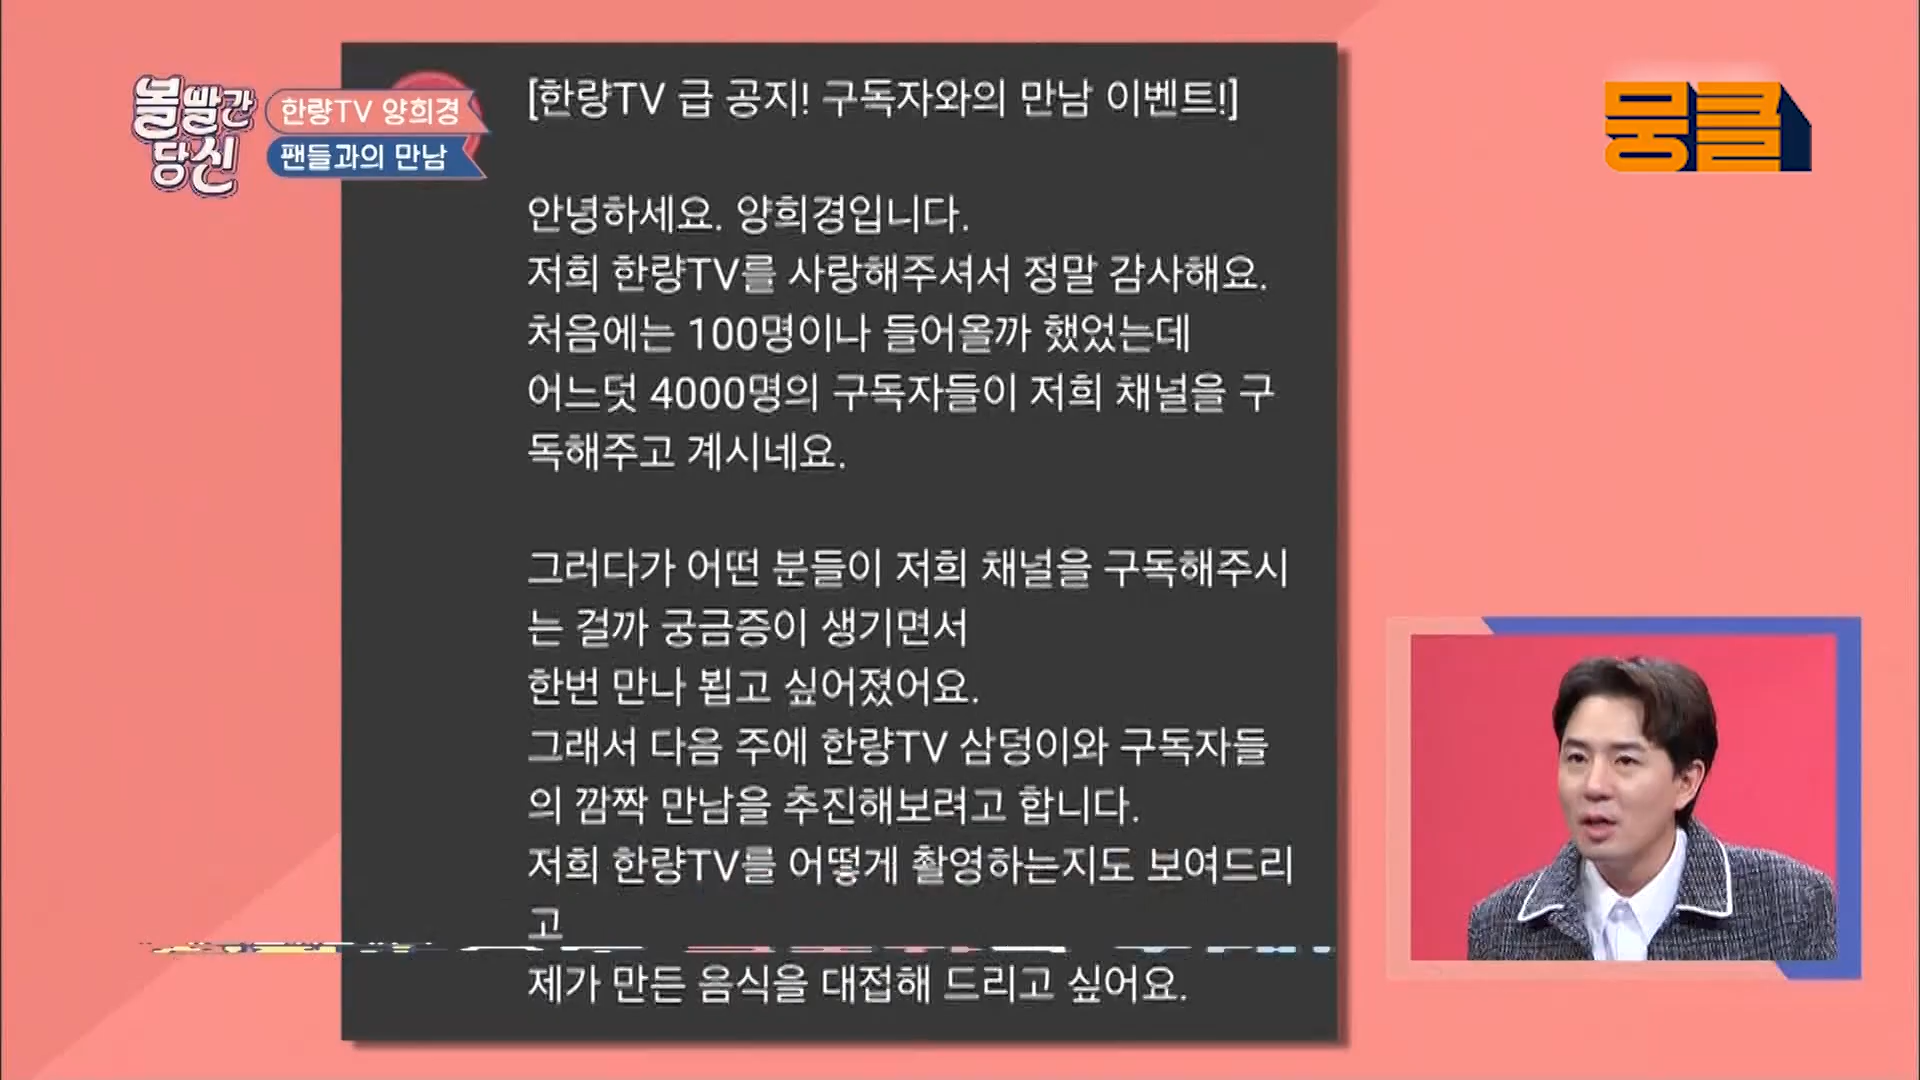 볼빨간
당신
한량TV 양희경
팬들과의 만남
뭉클
[한량TV 급 공지! 구독자와의 만남 이벤트!]
안녕하세요. 양희경입니다.
저희 한량TV를 사랑해주셔서 정말 감사해요.
처음에는 100명이나 들어올까 했었는데
어느덧 4000명의 구독자들이 저희 채널을 구
독해주고 계시네요.
그러다가 어떤 분들이 저희 채널을 구독해주시
는 걸까 궁금증이 생기면서
한번 만나 뵙고 싶어졌어요.
그래서 다음 주에 한량TV 삼덩이와 구독자들
의 깜짝 만남을 추진해보려고 합니다.
저희 한량TV를 어떻게 촬영하는지도 보여드리
고
제가 만든 음식을 대접해 드리고 싶어요.